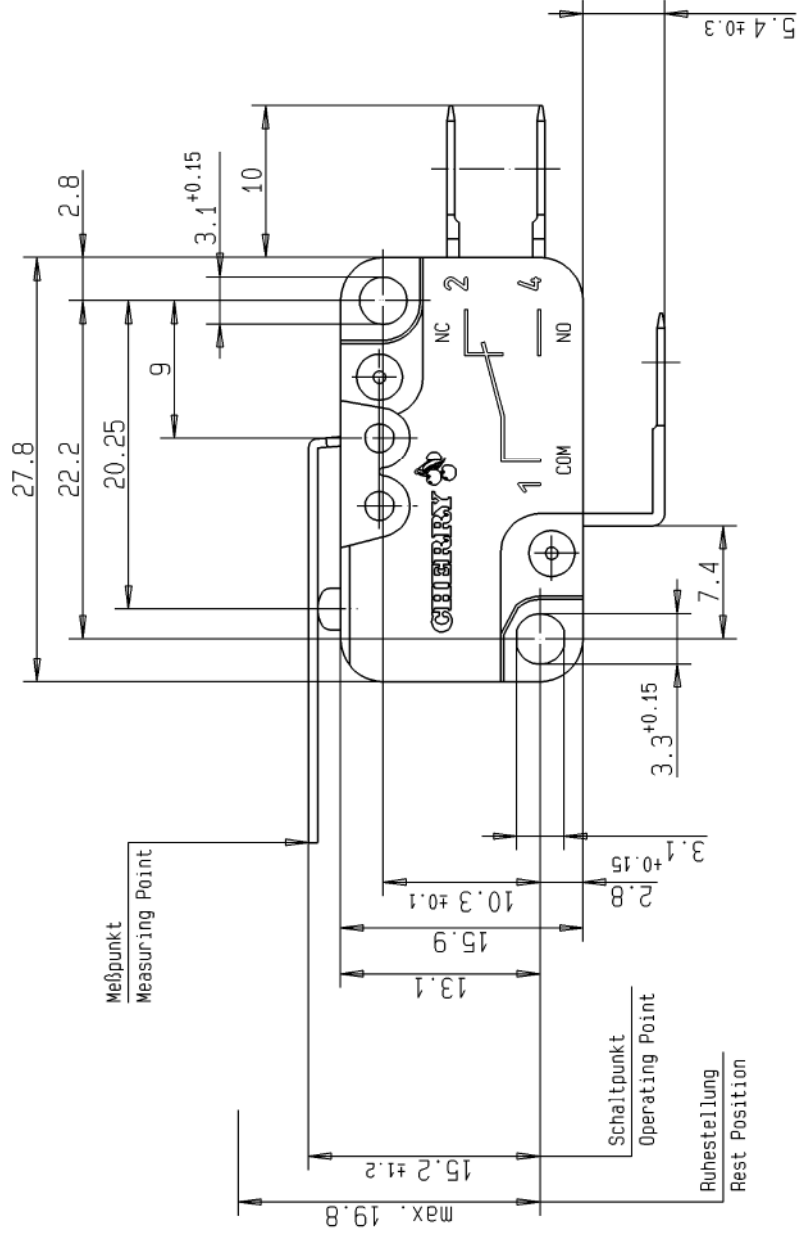 27.8
22.2
2.8
20.25
3.1 +0.15
9
10
NC
2
4
NO
CHERRY
1
COM
5.4 ±0.3
7.4
3.3 +0.15
3.1 +0.15
2.8
10.3 ±0.1
15.9
13.1
Meßpunkt
Measuring Point
15.2 ±1.2
Schaltpunkt
Operating Point
max. 19.8
Ruhestellung
Rest Position